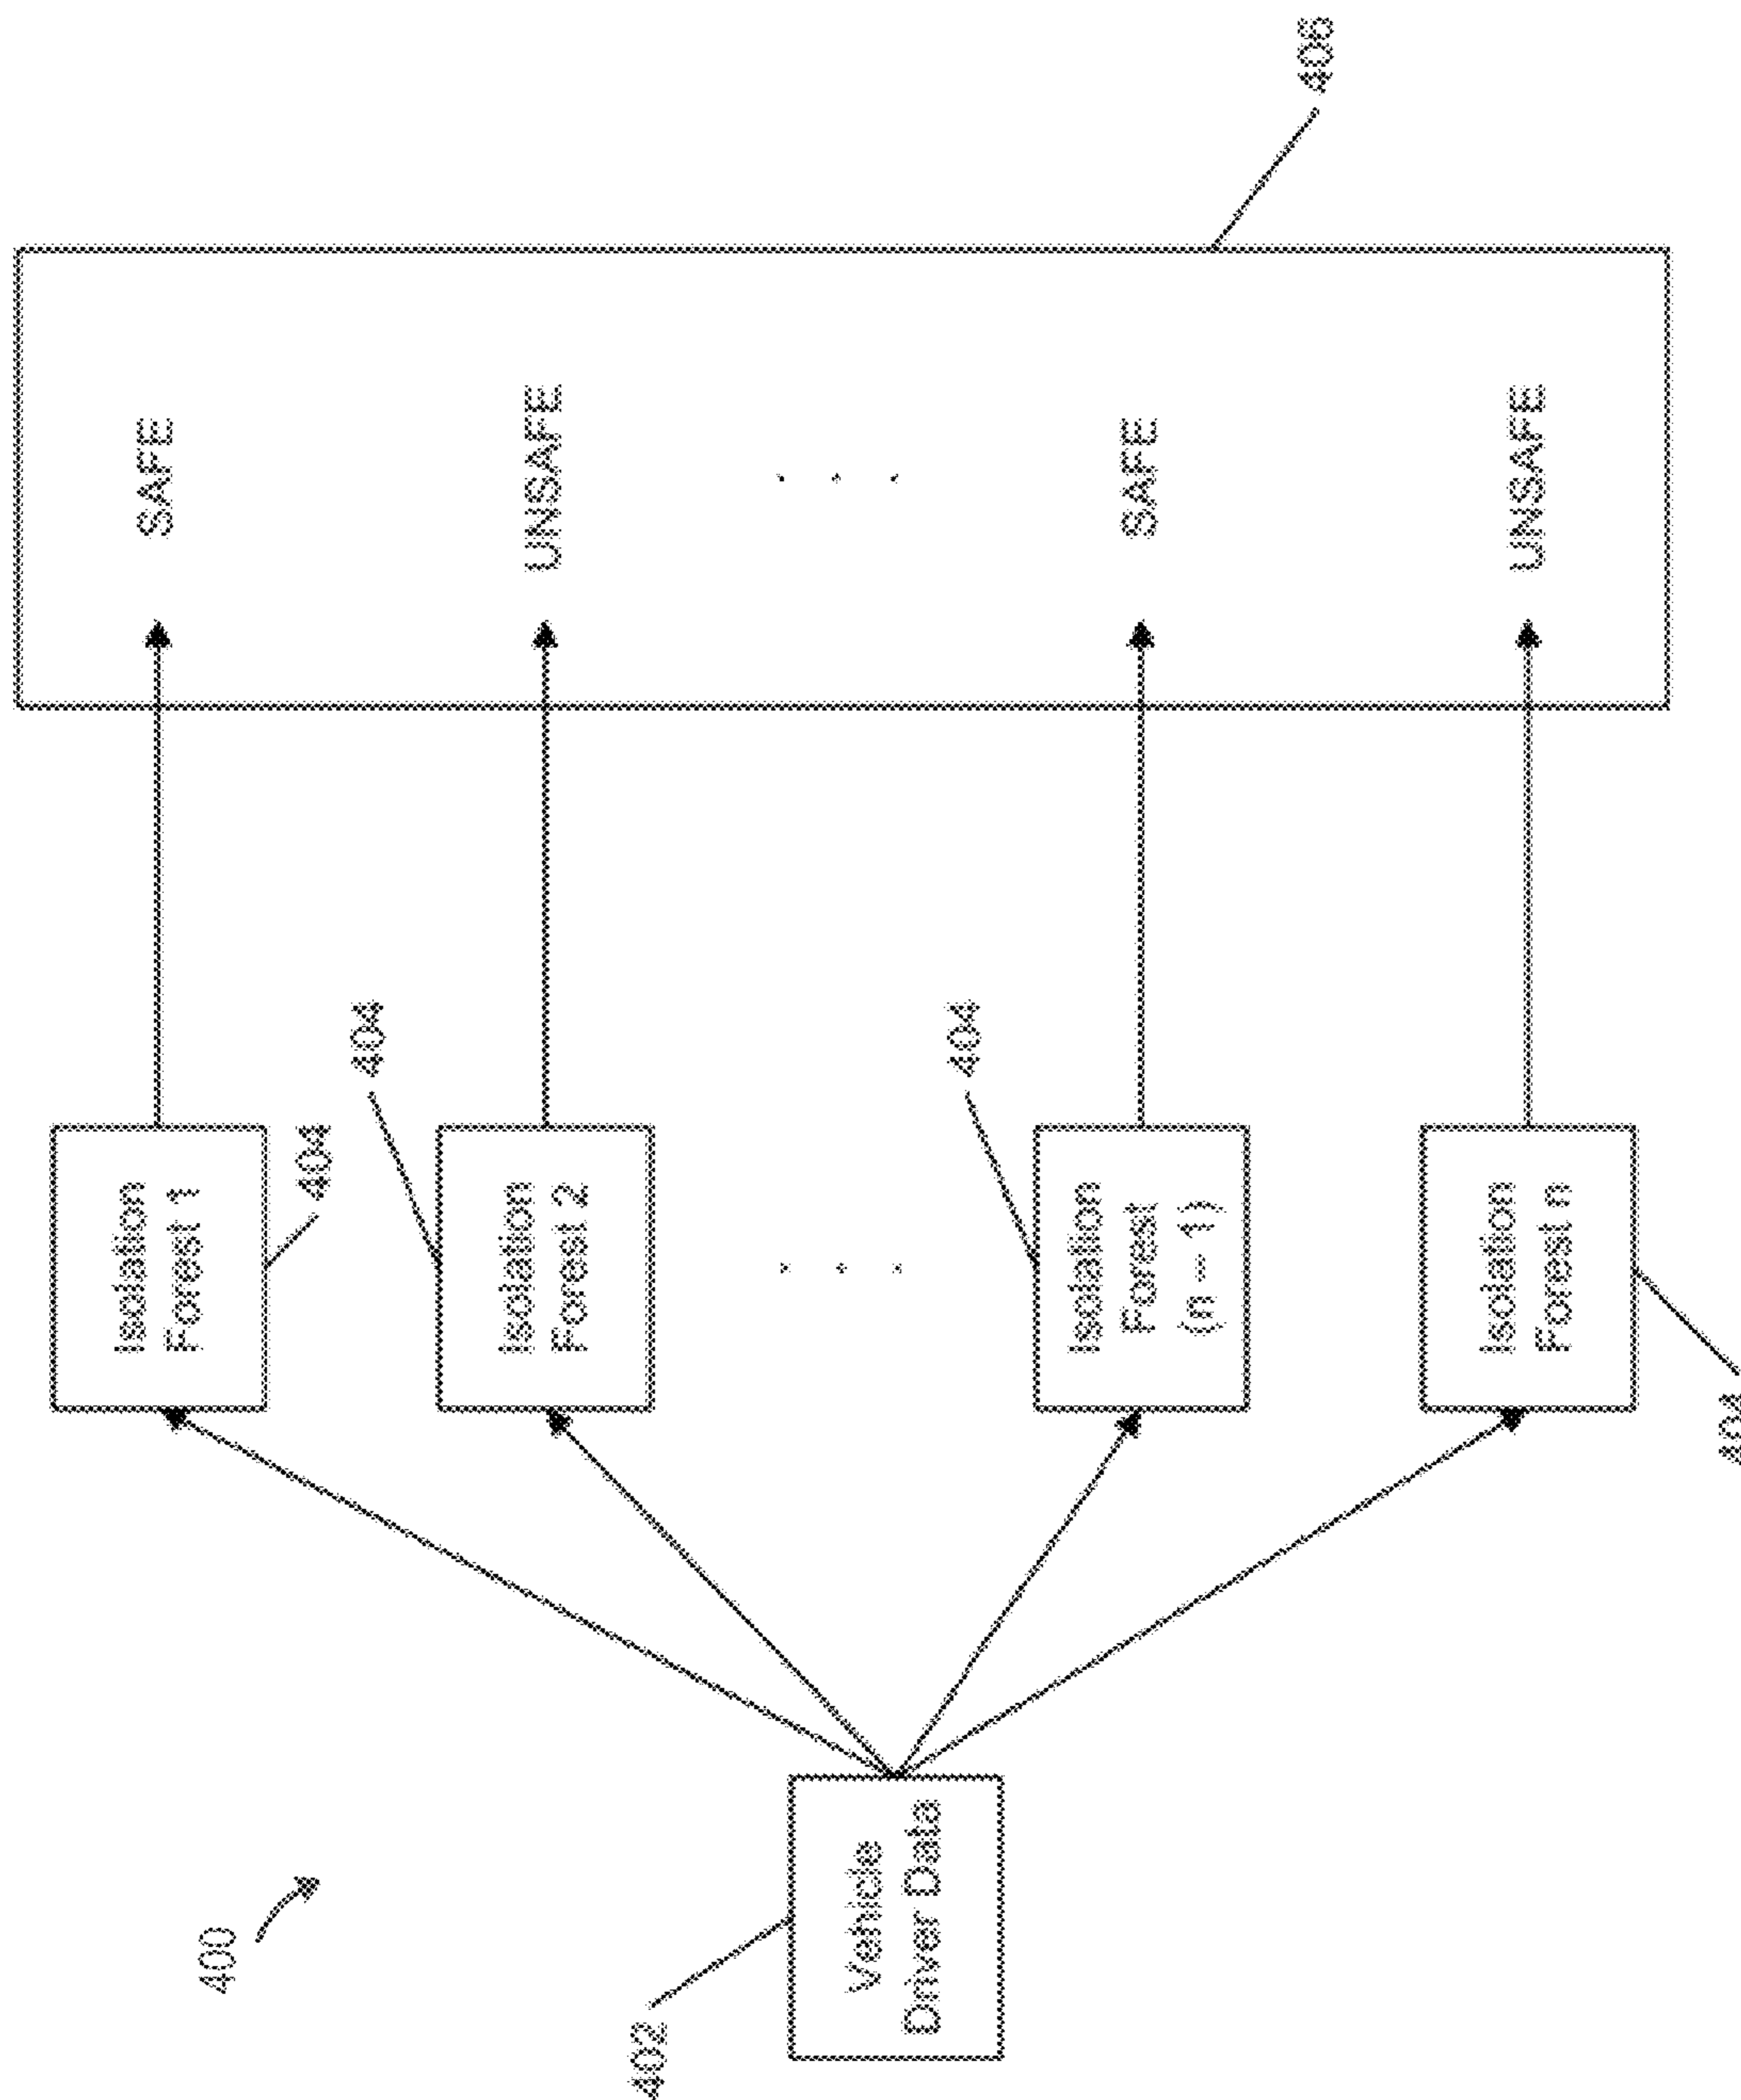 400
402
Vehicle
Driver Data
Isolation
Forest 1
404
Isolation
Forest 2
404
. . .
Isolation
Forest
(n – 1)
404
Isolation
Forest n
404
SAFE
UNSAFE
. . .
SAFE
UNSAFE
406